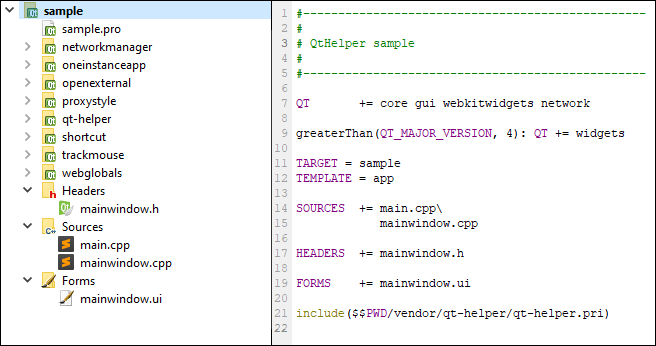 sample
sample.pro
networkmanager
oneinstanceapp
openexternal
proxystyle
qt-helper
shortcut
trackmouse
webglobals
Headers
mainwindow.h
Sources
main.cpp
mainwindow.cpp
Forms
mainwindow.ui
1 #-------------------------------------------------
2 #
3 # QtHelper sample
4 #
5 #-------------------------------------------------
6
7 QT       += core gui webkitwidgets network
8
9 greaterThan(QT_MAJOR_VERSION, 4): QT += widgets
10
11 TARGET = sample
12 TEMPLATE = app
13
14 SOURCES  += main.cpp\
15             mainwindow.cpp
16
17 HEADERS  += mainwindow.h
18
19 FORMS    += mainwindow.ui
20
21 include($$PWD/vendor/qt-helper/qt-helper.pri)
22